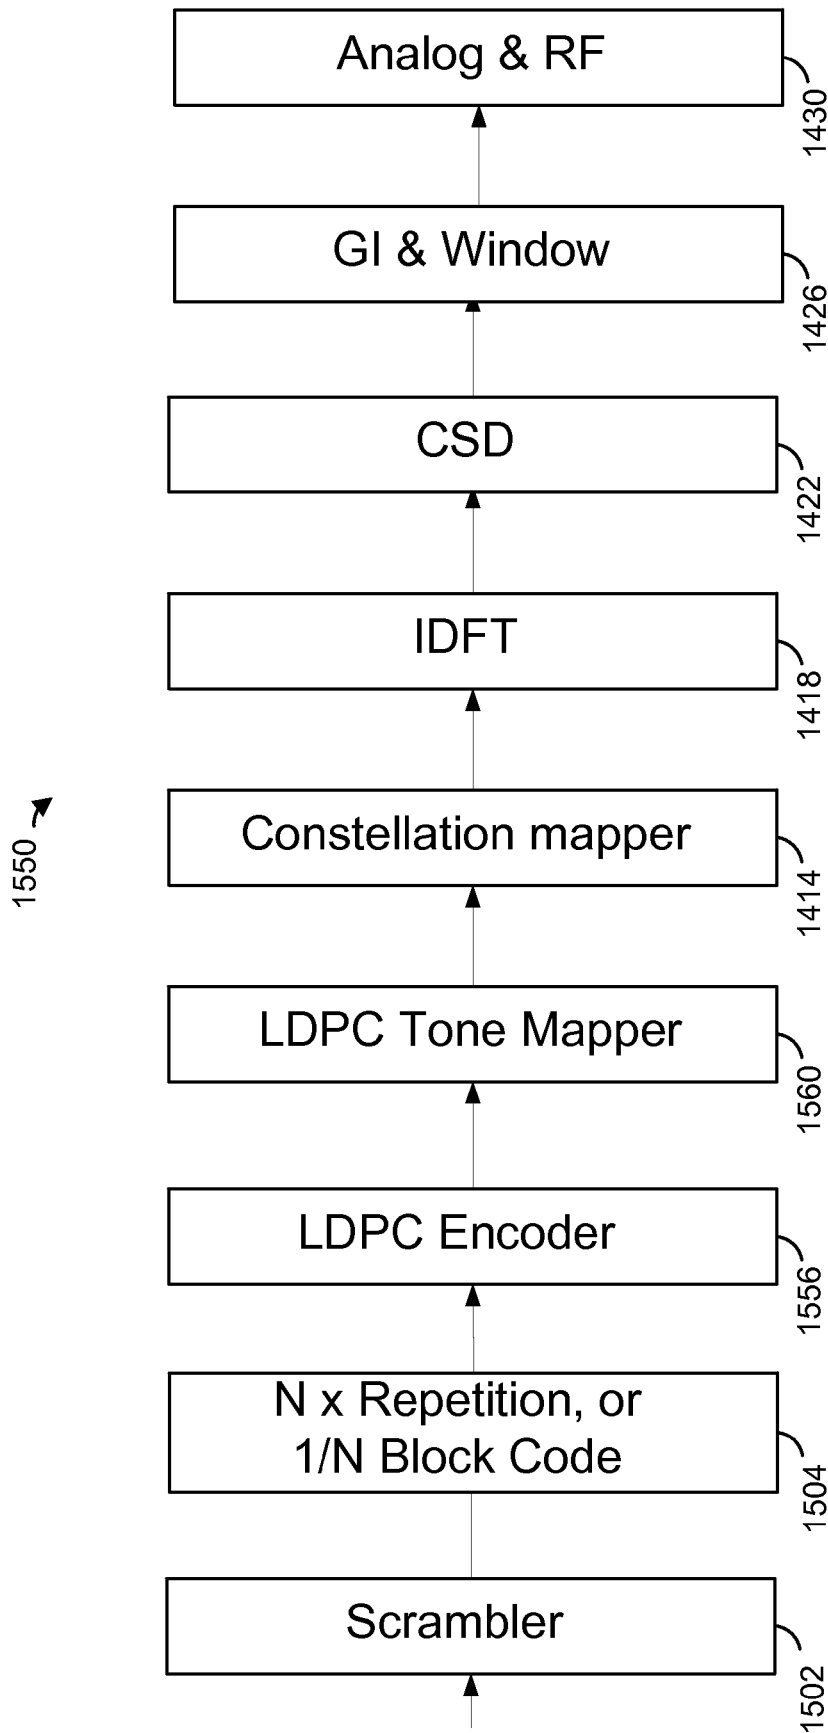 Analog & RF
1430
GI & Window
1426
CSD
1422
IDFT
1418
1550
Constellation mapper
1414
LDPC Tone Mapper
1560
LDPC Encoder
1556
N x Repetition, or
1/N Block Code
1504
Scrambler
1502